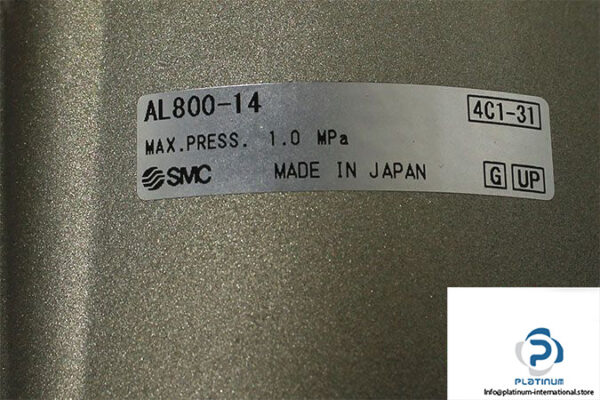 AL800-14 4C1-31
MAX.PRESS. 1.0 MPa
SMC MADE IN JAPAN G UP
PLATINUM
Info@platinum-international.store